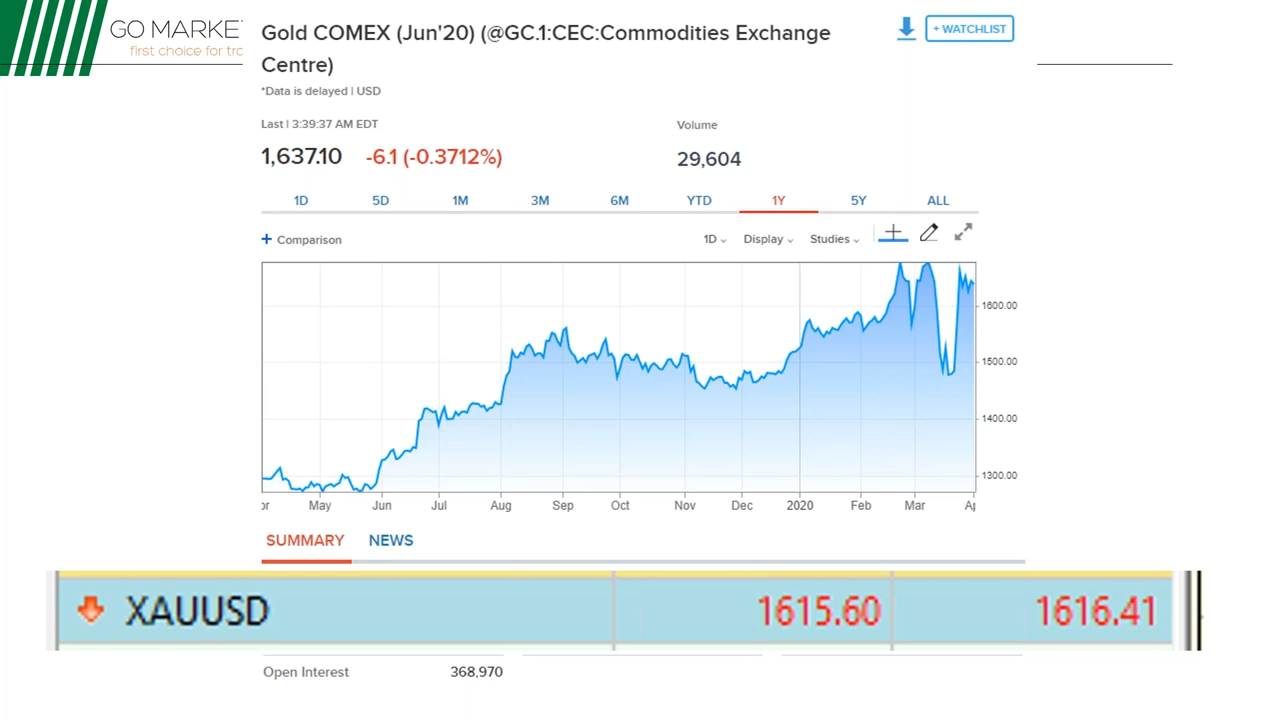 GO MARKE
first choice for tra
Gold COMEX (Jun'20) (@GC.1:CEC:Commodities Exchange
Centre)
+ WATCHLIST
*Data is delayed | USD
Last | 3:39:37 AM EDT
Volume
1,637.10 -6.1 (-0.3712%)
29,604
1D 5D 1M 3M 6M YTD 1Y 5Y ALL
+ Comparison
1D Display Studies
1600.00
1500.00
1400.00
1300.00
or May Jun Jul Aug Sep Oct Nov Dec 2020 Feb Mar Ap
SUMMARY NEWS
XAUUSD 1615.60 1616.41
Open Interest 368,970